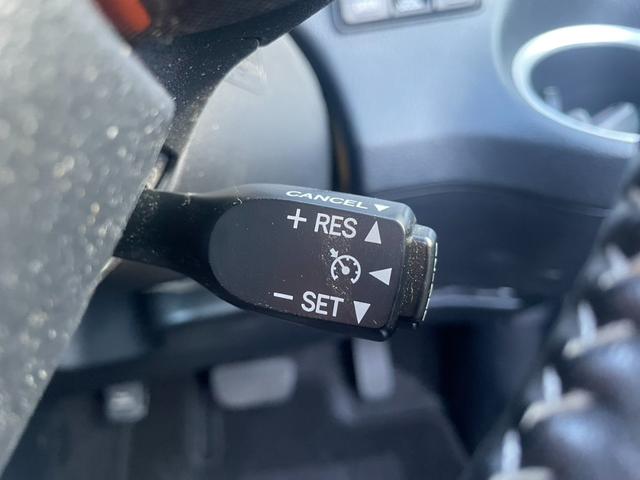 CANCEL ▼
+ RES ▲
◀
− SET ▼